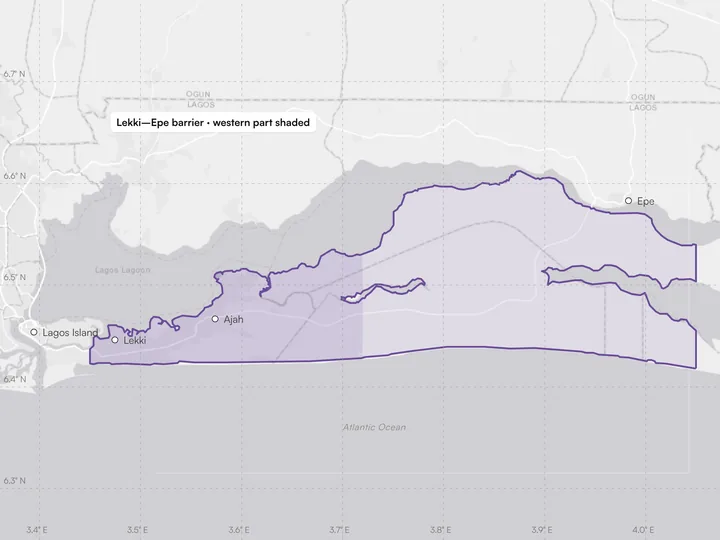 6.7° N
OGUN
LAGOS
OGUN
LAGOS
Lekki–Epe barrier · western part shaded
6.6° N
Epe
Lagos Lagoon
6.5° N
Ajah
Lagos Island
Lekki
6.4° N
Atlantic Ocean
6.3° N
3.4° E
3.5° E
3.6° E
3.7° E
3.8° E
3.9° E
4.0° E